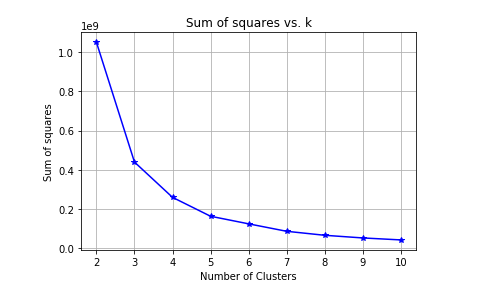 Sum of squares vs. k
1e9
1.0
0.8
0.6
0.4
0.2
0.0
Sum of squares
2 3 4 5 6 7 8 9 10
Number of Clusters